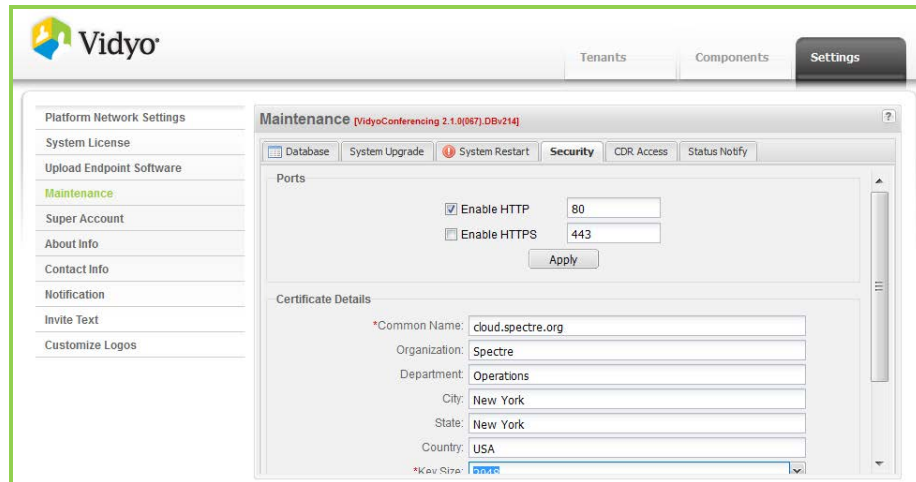 Vidyo
Tenants
Components
Settings
Platform Network Settings
System License
Upload Endpoint Software
Maintenance
Super Account
About Info
Contact Info
Notification
Invite Text
Customize Logos
Maintenance [VidyoConferencing 2.1.0(067).DBv214]
?
Database
System Upgrade
System Restart
Security
CDR Access
Status Notify
Ports
Enable HTTP 80
Enable HTTPS 443
Apply
Certificate Details
*Common Name: cloud.spectre.org
Organization: Spectre
Department: Operations
City: New York
State: New York
Country: USA
*Key Size: 2048